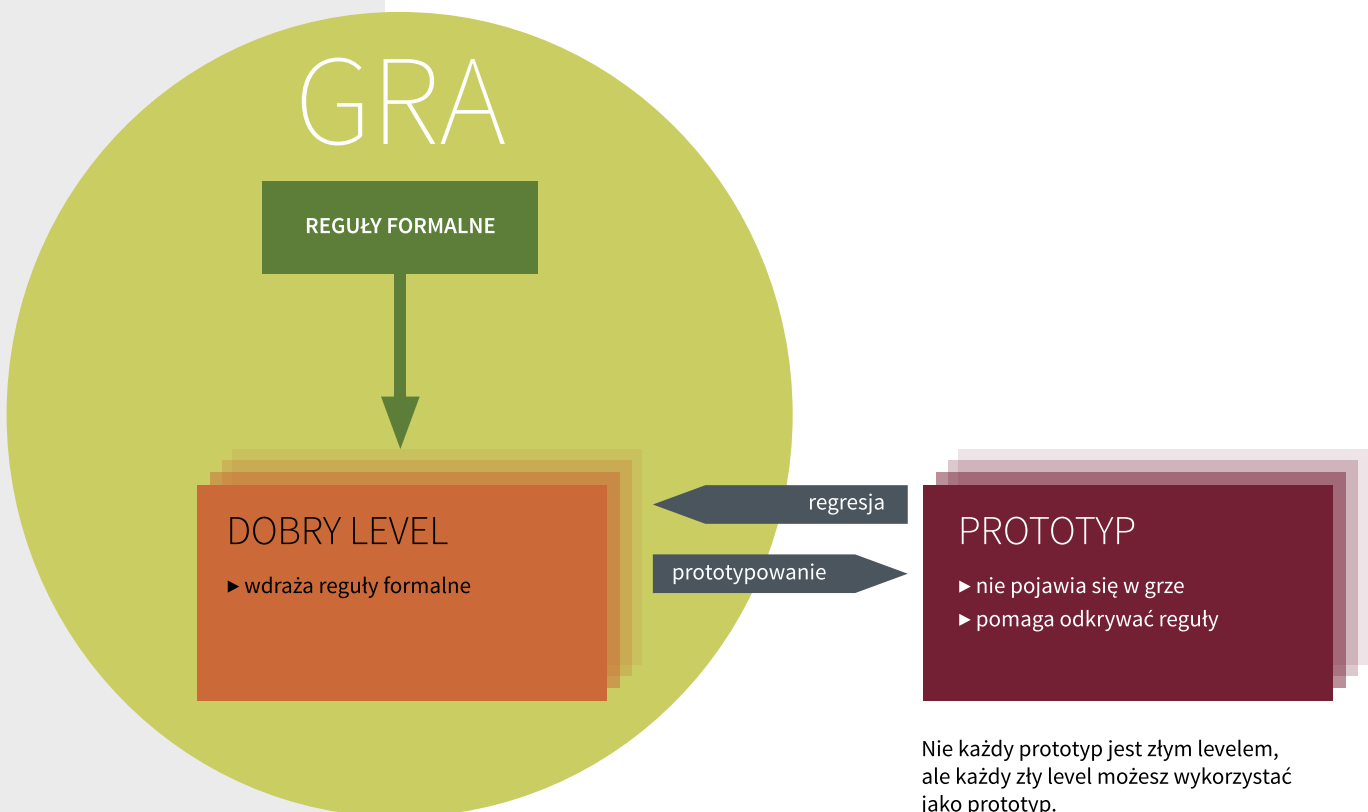 GRA
REGUŁY FORMALNE
regresja
prototypowanie
DOBRY LEVEL
▸ wdraża reguły formalne
PROTOTYP
▸ nie pojawia się w grze
▸ pomaga odkrywać reguły
Nie każdy prototyp jest złym levelem,
ale każdy zły level możesz wykorzystać
jako prototyp.